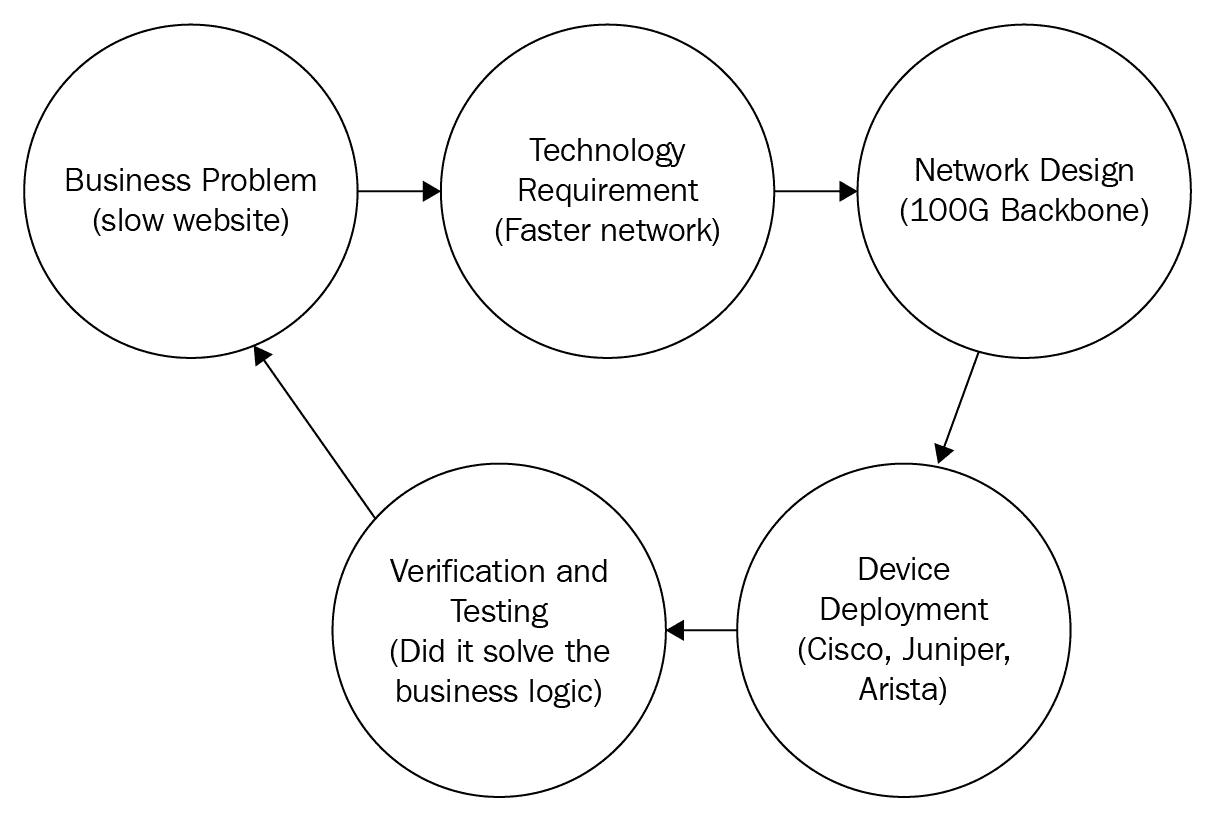 Business Problem
(slow website)
Technology
Requirement
(Faster network)
Network Design
(100G Backbone)
Device
Deployment
(Cisco, Juniper,
Arista)
Verification and
Testing
(Did it solve the
business logic)